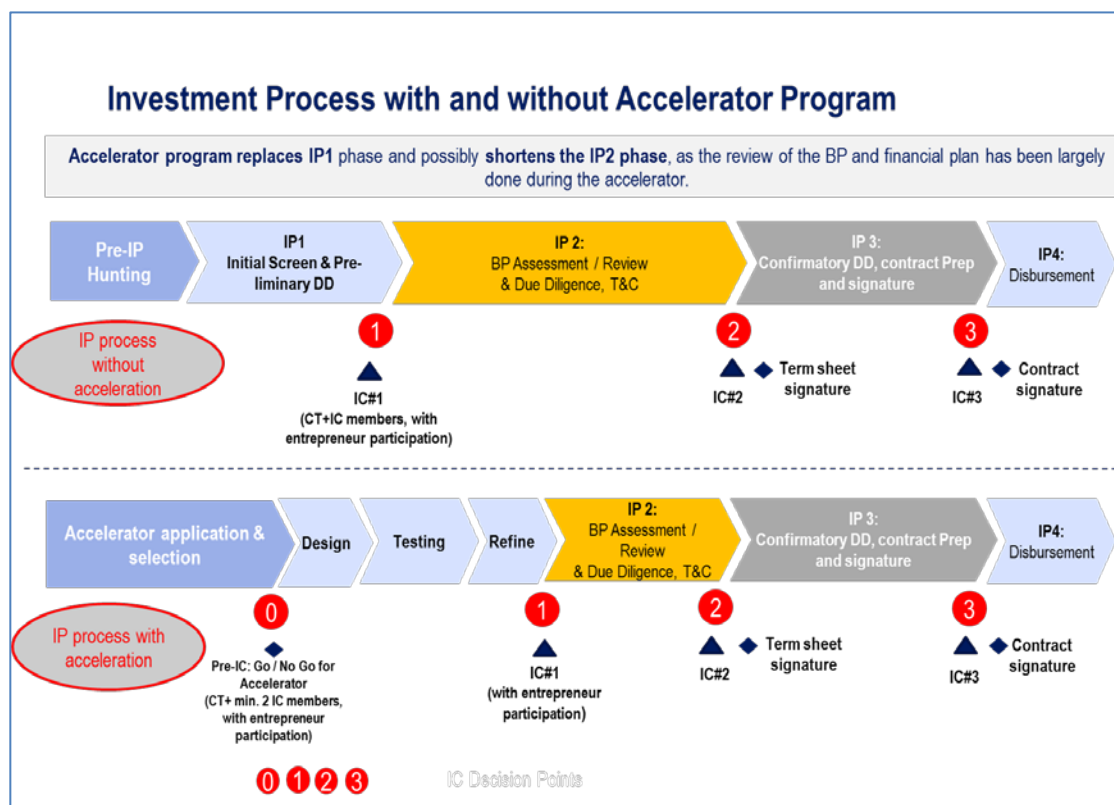 Investment Process with and without Accelerator Program
Accelerator program replaces IP1 phase and possibly shortens the IP2 phase, as the review of the BP and financial plan has been largely
done during the accelerator.
Pre-IP
Hunting
IP1
Initial Screen & Pre-
liminary DD
IP 2:
BP Assessment / Review
& Due Diligence, T&C
IP 3:
Confirmatory DD, contract Prep
and signature
IP4:
Disbursement
IP process
without
acceleration
1
IC#1
(CT+IC members, with
entrepreneur participation)
2
IC#2
Term sheet
signature
3
IC#3
Contract
signature
Accelerator application &
selection
Design
Testing
Refine
IP 2:
BP Assessment /
Review
& Due Diligence, T&C
IP 3:
Confirmatory DD, contract Prep
and signature
IP4:
Disbursement
IP process with
acceleration
0
Pre-IC: Go / No Go for
Accelerator
(CT+ min. 2 IC members,
with entrepreneur
participation)
1
IC#1
(with entrepreneur
participation)
2
IC#2
Term sheet
signature
3
IC#3
Contract
signature
0 1 2 3
IC Decision Points